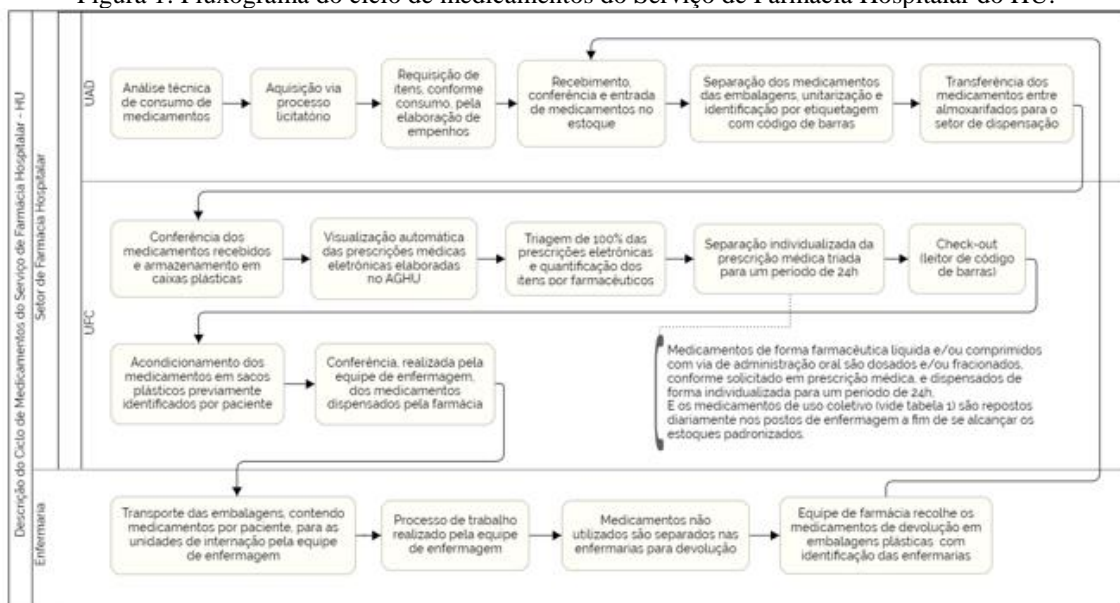 Figura 1: Fluxograma do ciclo de medicamentos do Serviço de Farmácia Hospitalar do HU.
Descrição do Ciclo de Medicamentos do Serviço de Farmácia Hospitalar - HU
Setor de Farmácia Hospitalar
UAD
Análise técnica
de consumo de
medicamentos
Aquisição via
processo
licitatório
Requisição de
itens, conforme
consumo, pela
elaboração de
empenhos
Recebimento,
conferência e entrada
de medicamentos no
estoque
Separação dos medicamentos
das embalagens, unitarização e
identificação por etiquetagem
com código de barras
Transferência dos
medicamentos entre
almoxarifados para o
setor de dispensação
UFC
Conferência dos
medicamentos recebidos
e armazenamento em
caixas plásticas
Visualização automática
das prescrições médicas
eletrônicas elaboradas
no AGHU
Triagem de 100% das
prescrições eletrônicas
e quantificação dos
itens por farmacêuticos
Separação individualizada da
prescrição médica triada
para um período de 24h
Check-out
(leitor de código
de barras)
Acondicionamento dos
medicamentos em sacos
plásticos previamente
identificados por paciente
Conferência, realizada pela
equipe de enfermagem,
dos medicamentos
dispensados pela farmácia
Medicamentos de forma farmacêutica líquida e/ou comprimidos
com via de administração oral são dosados e/ou fracionados,
conforme solicitado em prescrição médica, e dispensados de
forma individualizada para um período de 24h.
E os medicamentos de uso coletivo (vide tabela 1) são repostos
diariamente nos postos de enfermagem a fim de se alcançar os
estoques padronizados.
Enfermaria
Transporte das embalagens, contendo
medicamentos por paciente, para as
unidades de internação pela equipe
de enfermagem
Processo de trabalho
realizado pela equipe
de enfermagem
Medicamentos não
utilizados são separados nas
enfermarias para devolução
Equipe de farmácia recolhe os
medicamentos de devolução em
embalagens plásticas com
identificação das enfermarias